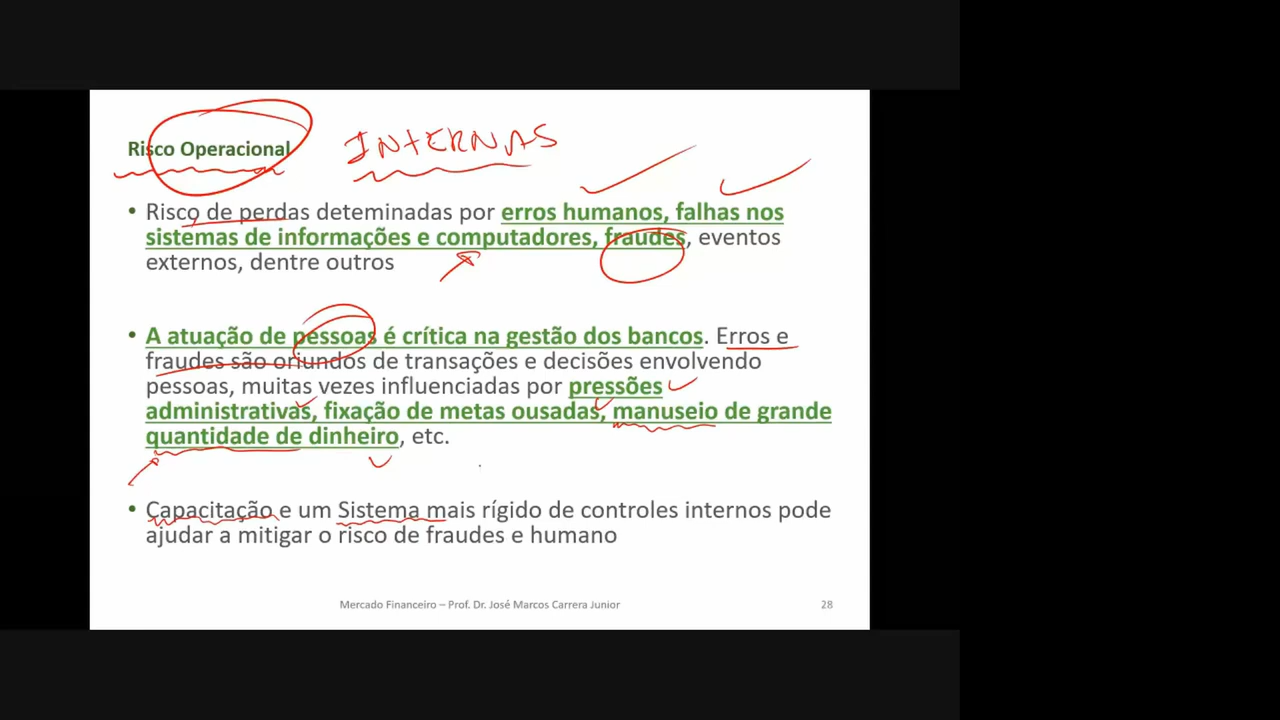 Risco Operacional INTERNAS
• Risco de perdas deteminadas por erros humanos, falhas nos
sistemas de informações e computadores, fraudes, eventos
externos, dentre outros
• A atuação de pessoas é crítica na gestão dos bancos. Erros e
fraudes são oriundos de transações e decisões envolvendo
pessoas, muitas vezes influenciadas por pressões
administrativas, fixação de metas ousadas, manuseio de grande
quantidade de dinheiro, etc.
• Capacitação e um Sistema mais rígido de controles internos pode
ajudar a mitigar o risco de fraudes e humano
Mercado Financeiro – Prof. Dr. José Marcos Carrera Junior 28